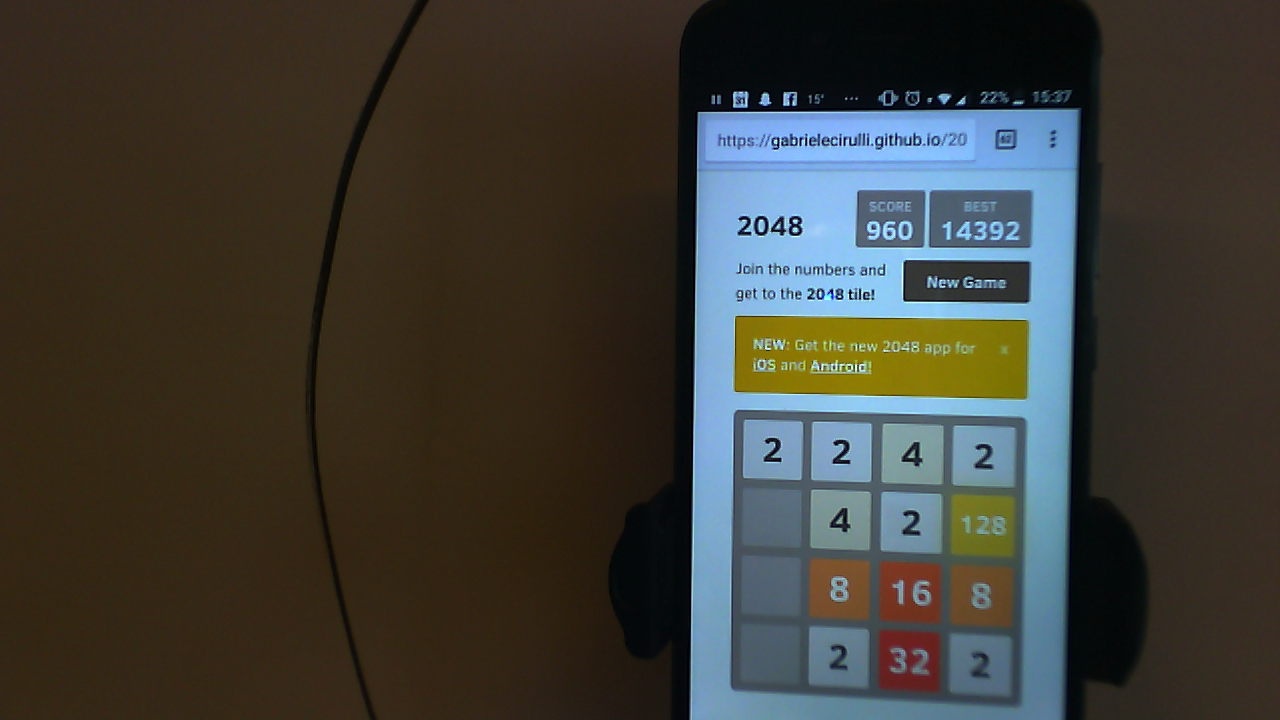 31 15° ... 22% 15:37
https://gabrielecirulli.github.io/20
2048
SCORE
960
BEST
14392
Join the numbers and
get to the 2048 tile!
New Game
NEW: Get the new 2048 app for x
iOS and Android!
2 2 4 2
4 2 128
8 16 8
2 32 2